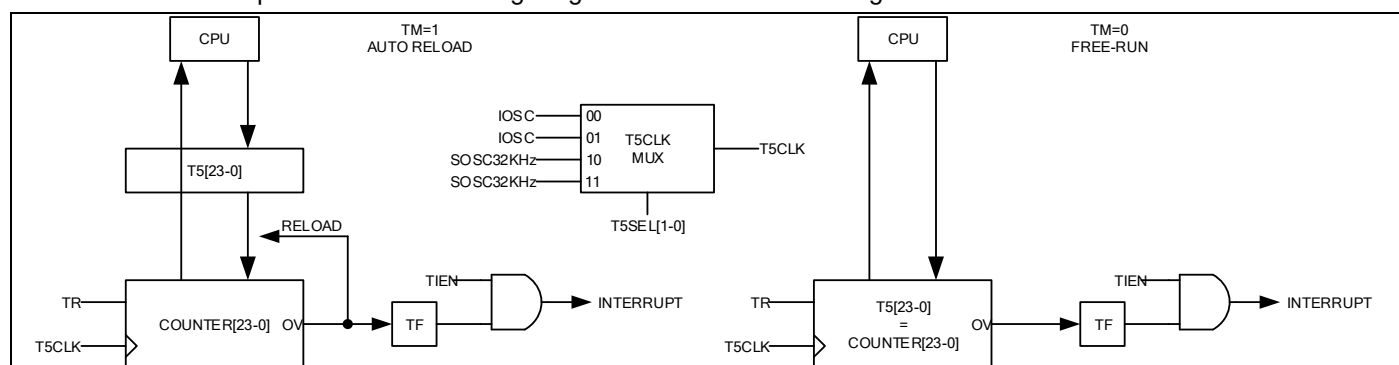 CPU
TM=1
AUTO RELOAD
CPU
TM=0
FREE-RUN
IOSC
00
IOSC
01
SOSC32KHz
10
SOSC32KHz
11
T5CLK
MUX
T5CLK
T5SEL[1-0]
T5[23-0]
RELOAD
TR
COUNTER[23-0]
OV
T5CLK
TF
TIEN
INTERRUPT
TR
T5[23-0]
=
COUNTER[23-0]
OV
T5CLK
TF
TIEN
INTERRUPT